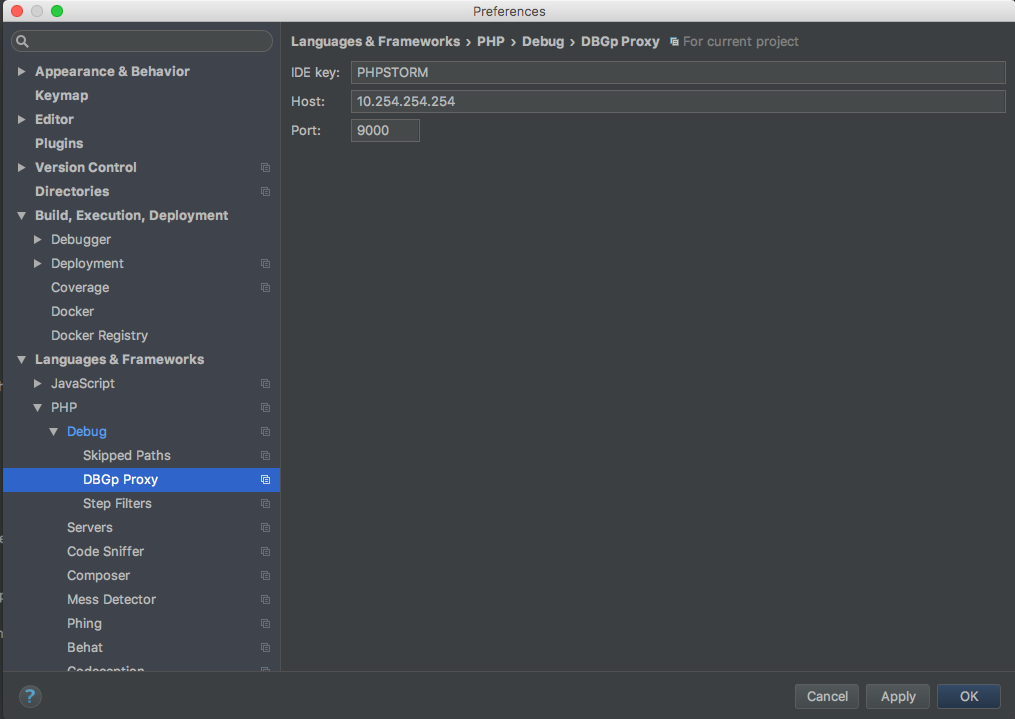 Preferences
Languages & Frameworks › PHP › Debug › DBGp Proxy For current project
IDE key: PHPSTORM
Host: 10.254.254.254
Port: 9000
Appearance & Behavior
Keymap
Editor
Plugins
Version Control
Directories
Build, Execution, Deployment
Debugger
Deployment
Coverage
Docker
Docker Registry
Languages & Frameworks
JavaScript
PHP
Debug
Skipped Paths
DBGp Proxy
Step Filters
Servers
Code Sniffer
Composer
Mess Detector
Phing
Behat
Codeception
?
Cancel Apply OK